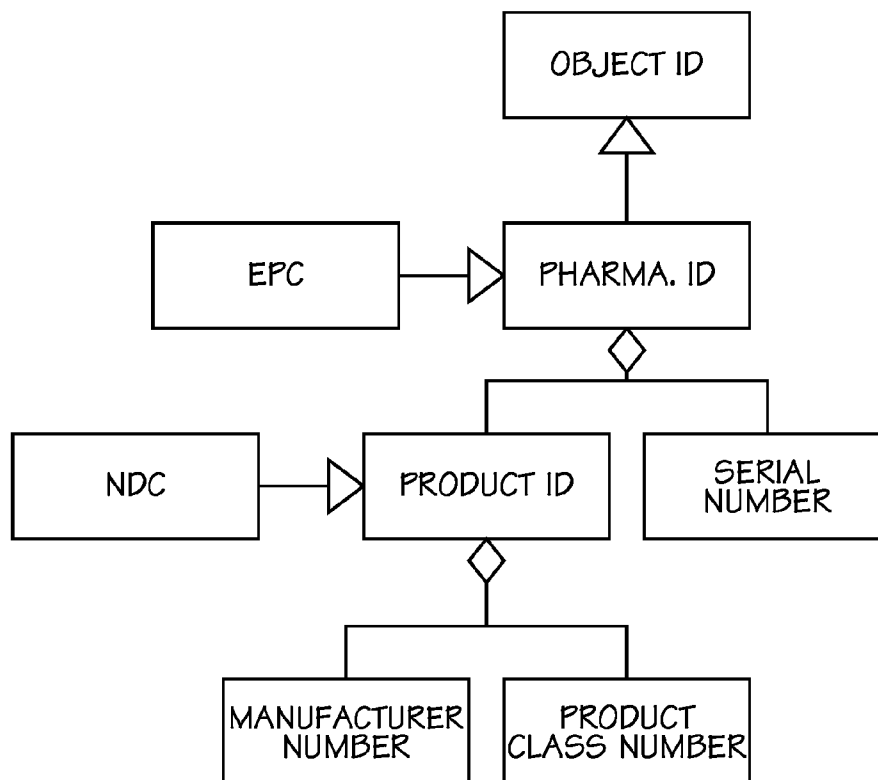 OBJECT ID
EPC
PHARMA. ID
NDC
PRODUCT ID
SERIAL
NUMBER
MANUFACTURER
NUMBER
PRODUCT
CLASS NUMBER